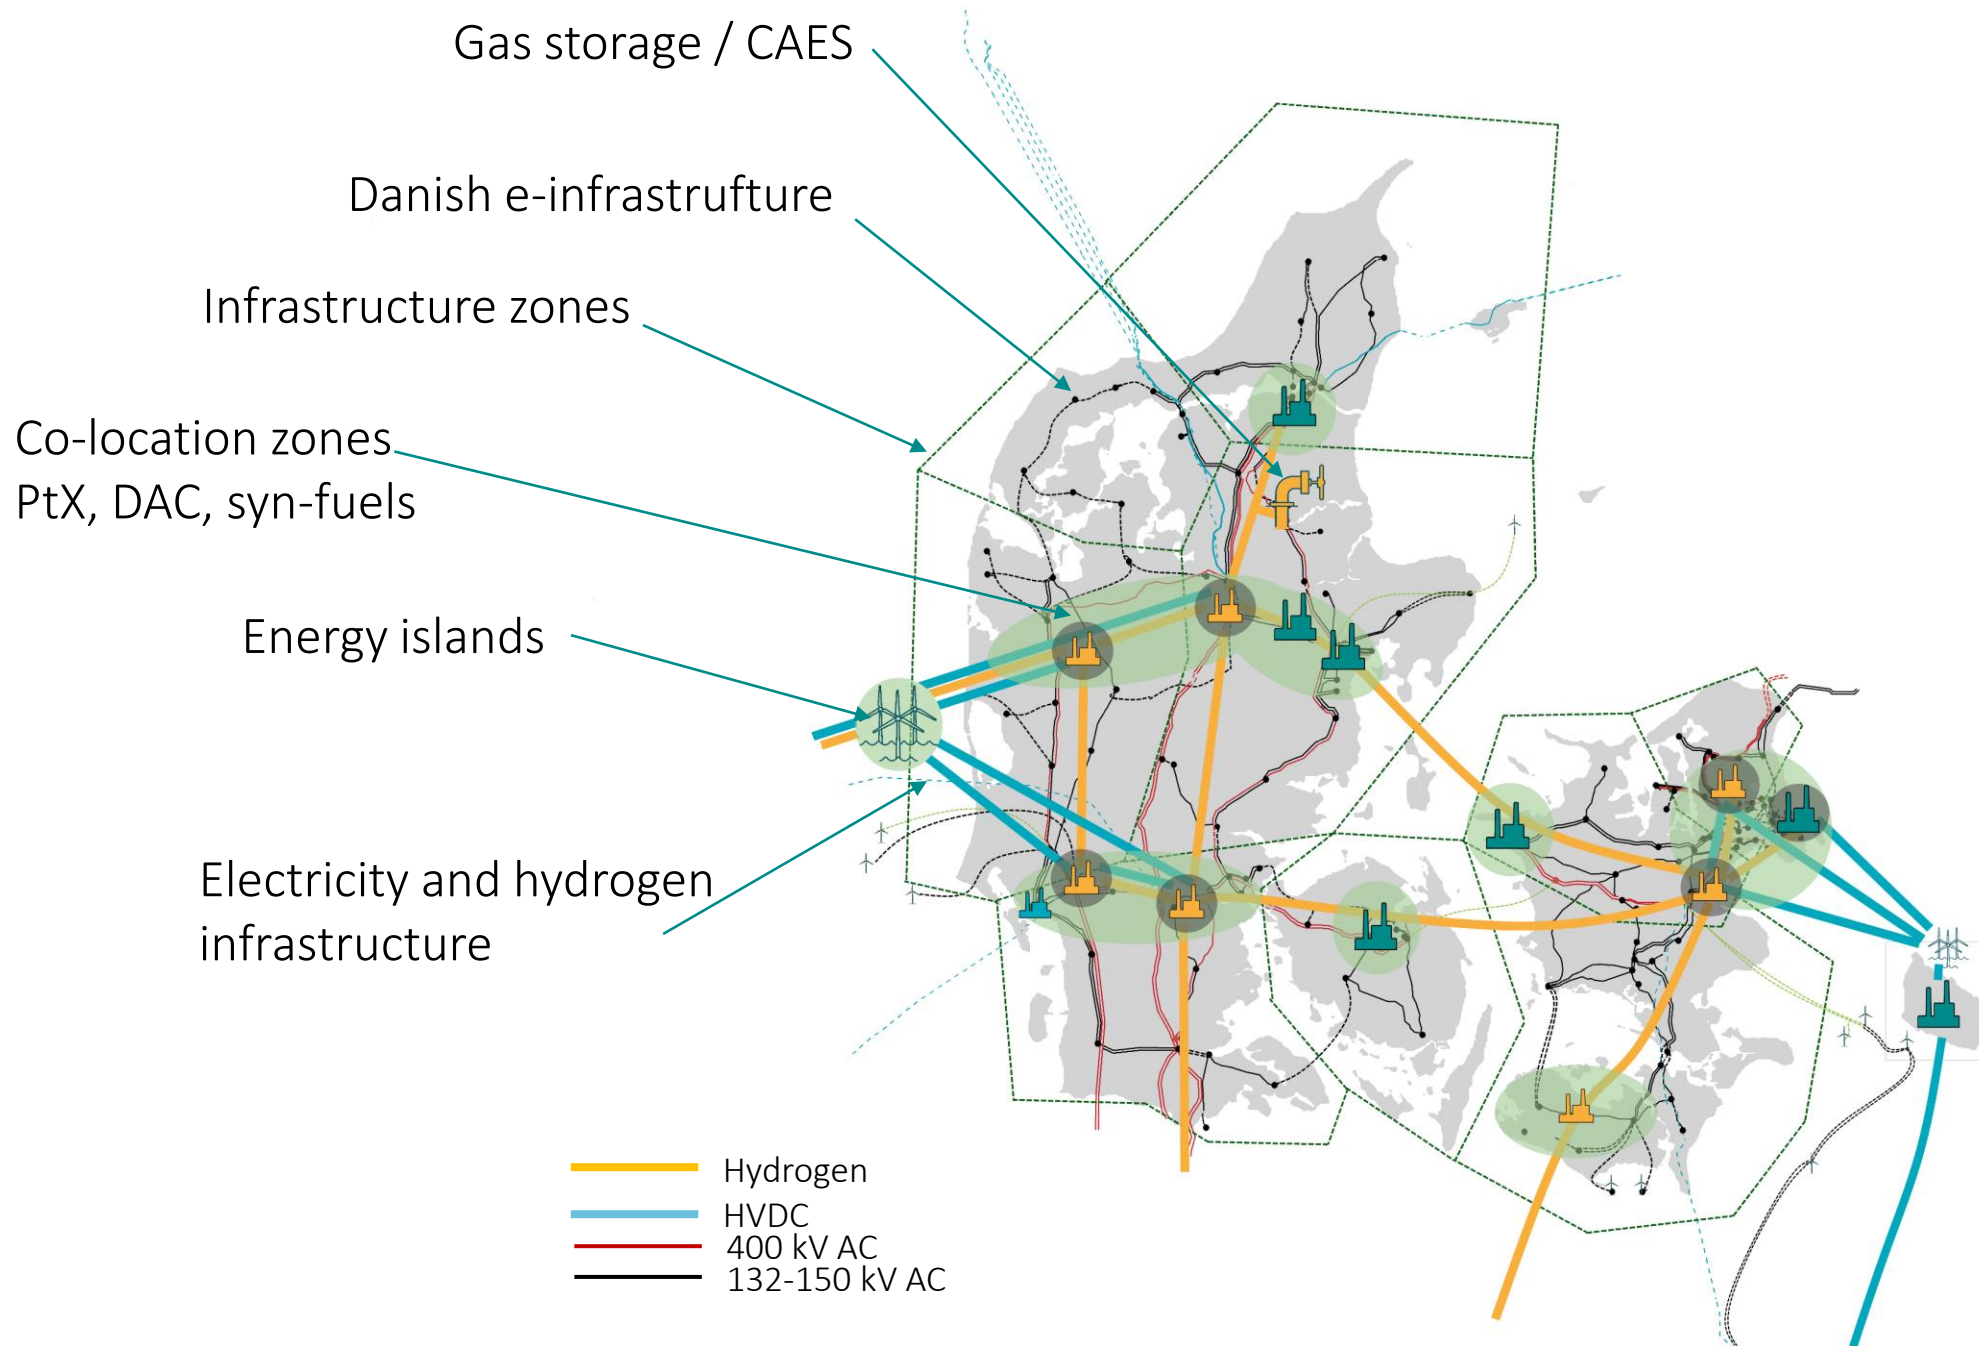 Gas storage / CAES
Danish e-infrastrufture
Infrastructure zones
Co-location zones
PtX, DAC, syn-fuels
Energy islands
Electricity and hydrogen
infrastructure
Hydrogen
HVDC
400 kV AC
132-150 kV AC